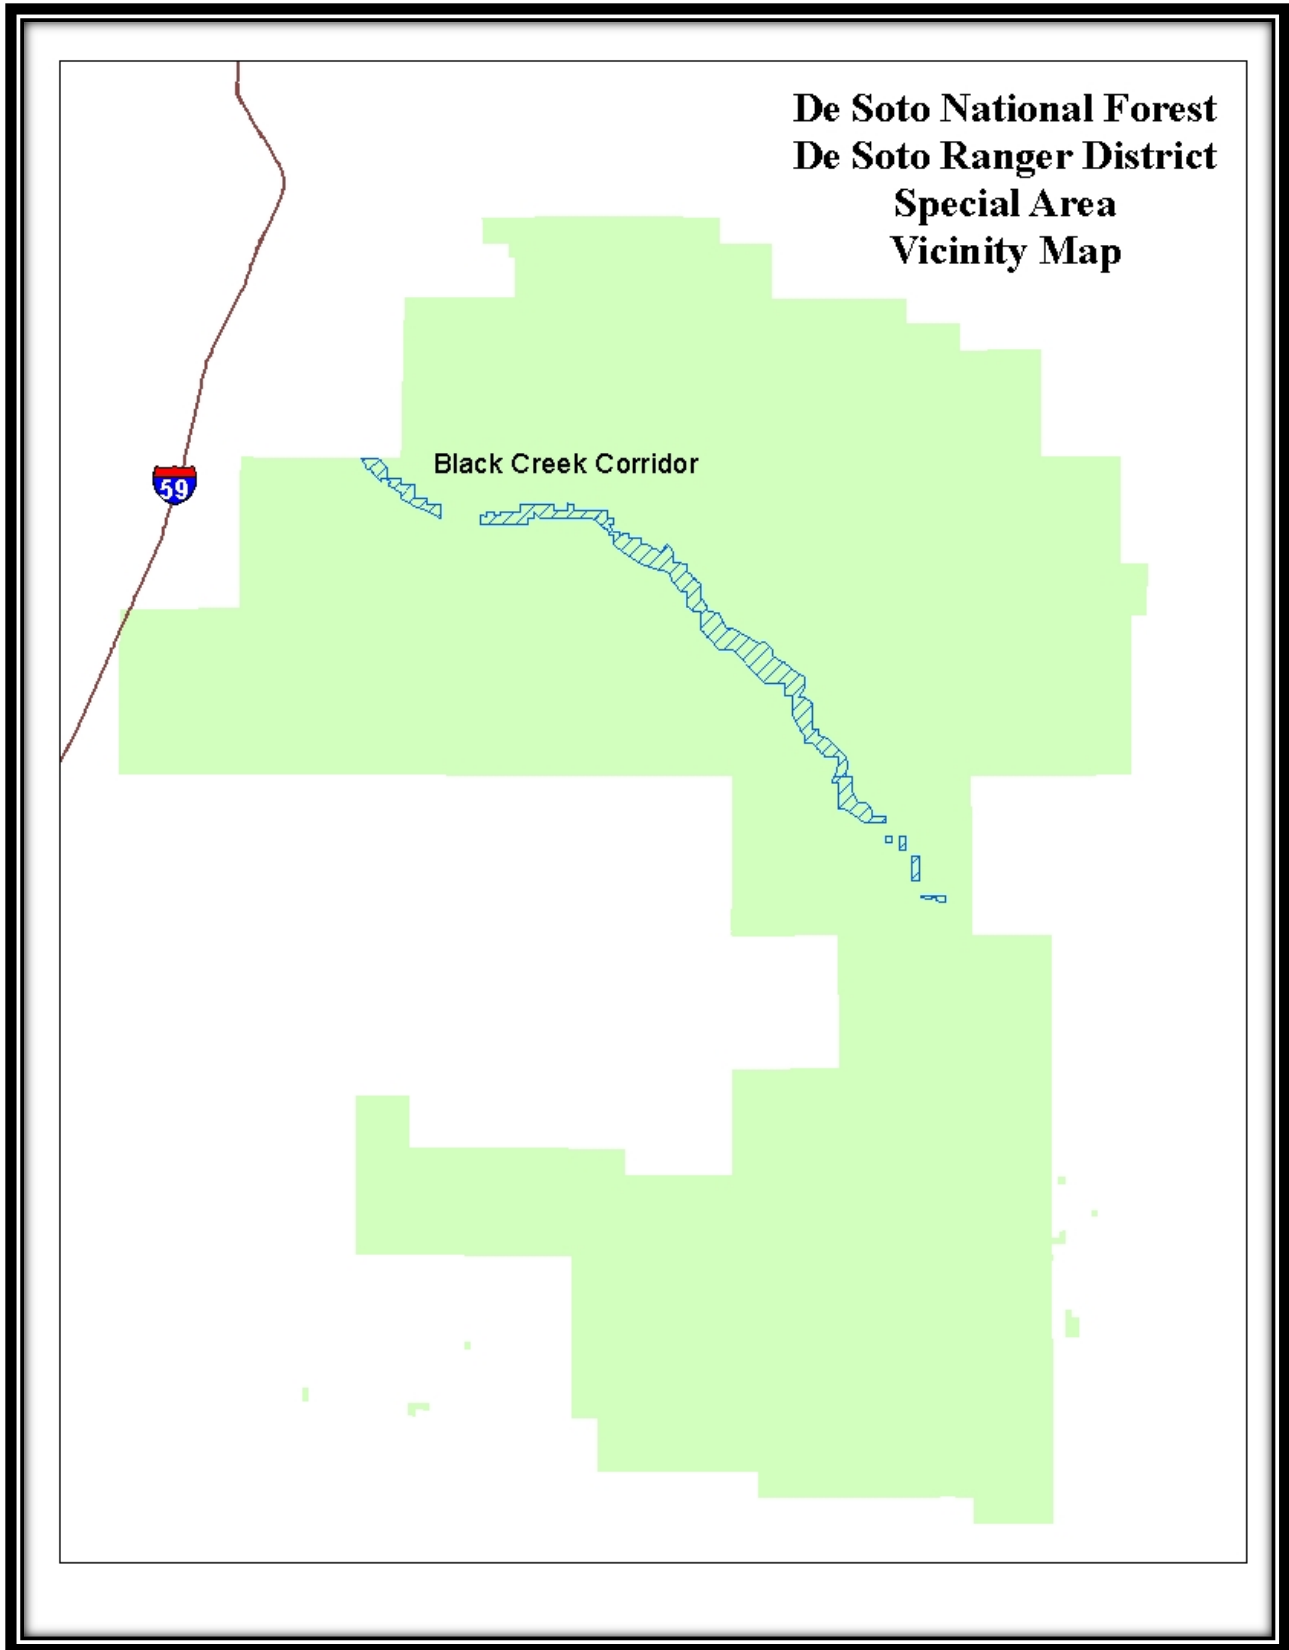 De Soto National Forest
De Soto Ranger District
Special Area
Vicinity Map
Black Creek Corridor
59